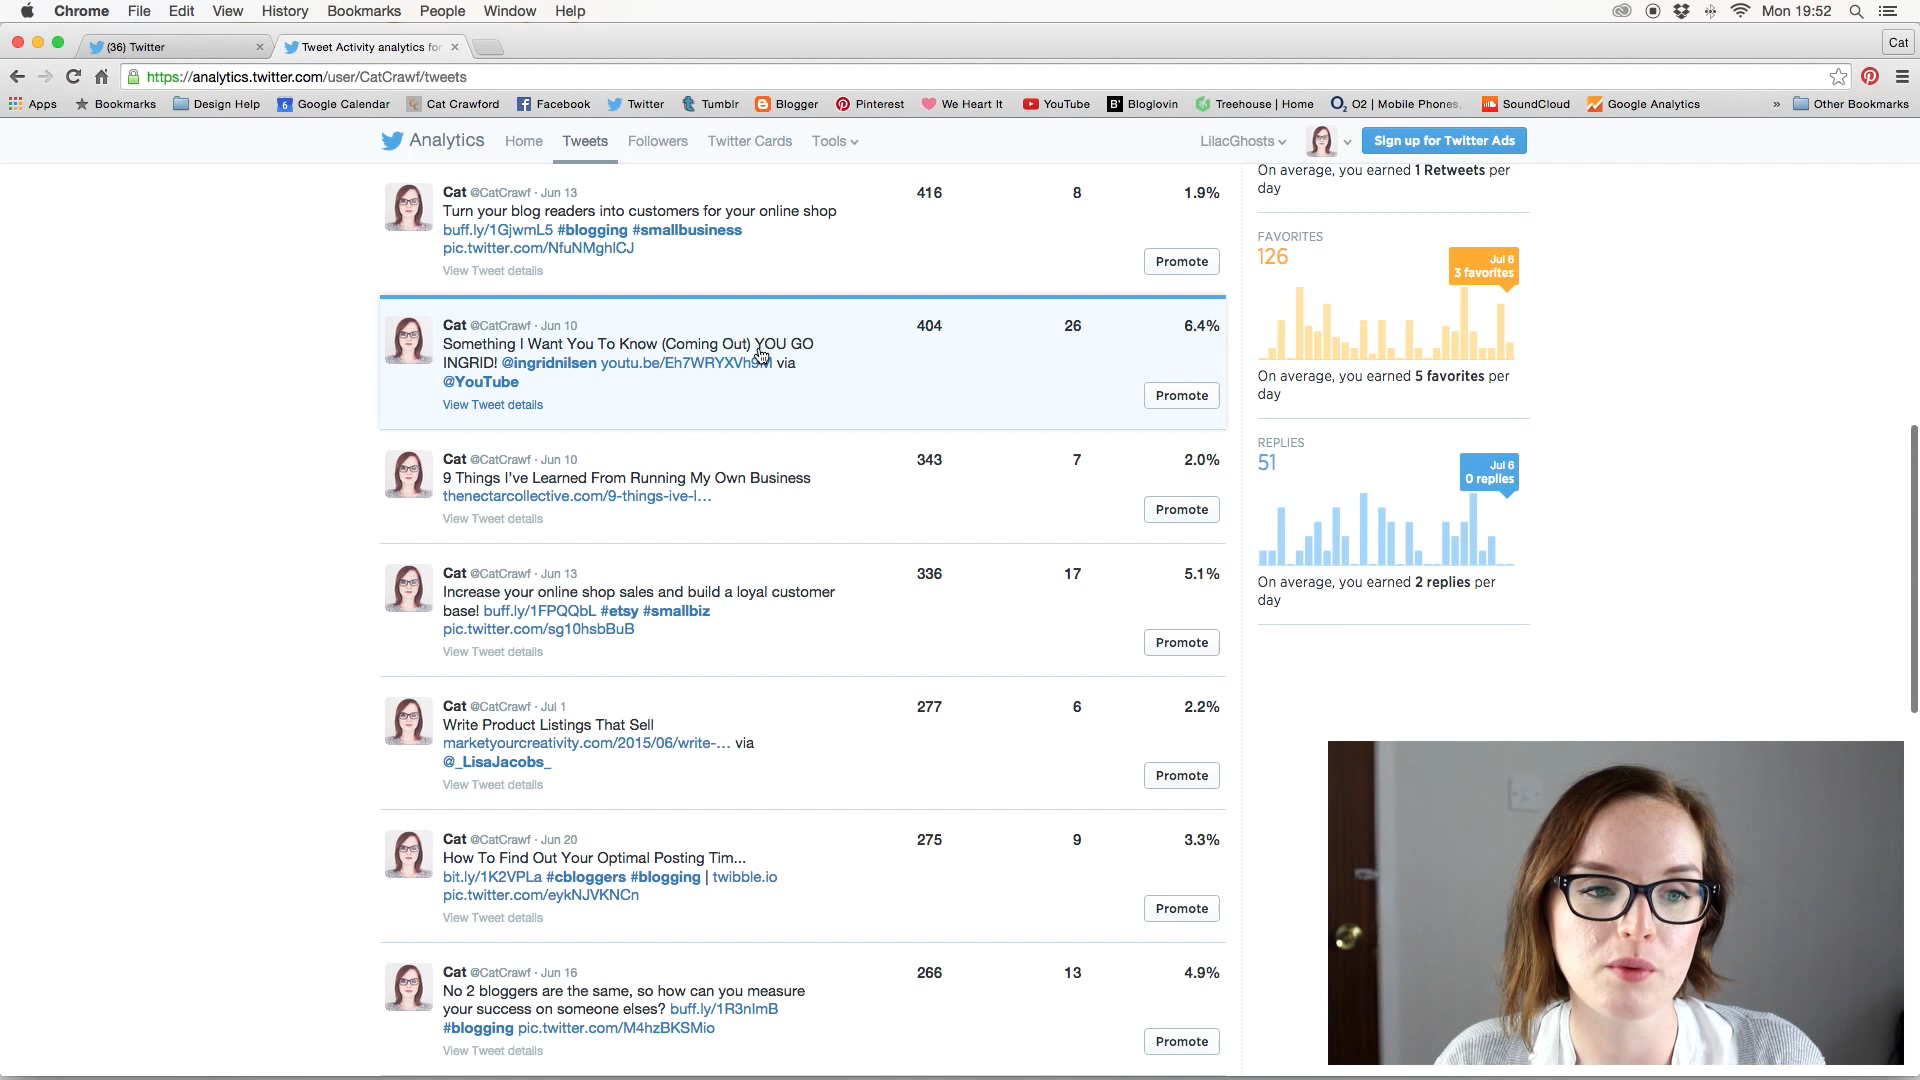 Chrome File Edit View History Bookmarks People Window Help Mon 19:52
(36) Twitter Tweet Activity analytics for Cat
https://analytics.twitter.com/user/CatCrawf/tweets
Apps Bookmarks Design Help 6 Google Calendar Cat Crawford Facebook Twitter Tumblr Blogger Pinterest We Heart It YouTube B' Bloglovin Treehouse | Home O2 | Mobile Phones, SoundCloud Google Analytics » Other Bookmarks
Analytics Home Tweets Followers Twitter Cards Tools LilacGhosts Sign up for Twitter Ads
Cat @CatCrawf · Jun 13 416 8 1.9%
Turn your blog readers into customers for your online shop
buff.ly/1GjwmL5 #blogging #smallbusiness
pic.twitter.com/NfuNMghlCJ
View Tweet details
Promote
Cat @CatCrawf · Jun 10 404 26 6.4%
Something I Want You To Know (Coming Out) YOU GO
INGRID! @ingridnilsen via
@YouTube
View Tweet details
Promote
Cat @CatCrawf · Jun 10 343 7 2.0%
9 Things I've Learned From Running My Own Business
thenectarcollective.com/9-things-ive-l…
View Tweet details
Promote
Cat @CatCrawf · Jun 13 336 17 5.1%
Increase your online shop sales and build a loyal customer
base! buff.ly/1FPQQbL #etsy #smallbiz
pic.twitter.com/sg10hsbBuB
View Tweet details
Promote
Cat @CatCrawf · Jul 1 277 6 2.2%
Write Product Listings That Sell
marketyourcreativity.com/2015/06/write-… via
@_LisaJacobs_
View Tweet details
Promote
Cat @CatCrawf · Jun 20 275 9 3.3%
How To Find Out Your Optimal Posting Tim...
bit.ly/1K2VPLa #cbloggers #blogging | twibble.io
pic.twitter.com/eykNJVKNCn
View Tweet details
Promote
Cat @CatCrawf · Jun 16 266 13 4.9%
No 2 bloggers are the same, so how can you measure
your success on someone elses? buff.ly/1R3nlmB
#blogging pic.twitter.com/M4hzBKSMio
View Tweet details
Promote
On average, you earned 1 Retweets per
day
FAVORITES
126
Jul 6
3 favorites
On average, you earned 5 favorites per
day
REPLIES
51
Jul 6
0 replies
On average, you earned 2 replies per
day